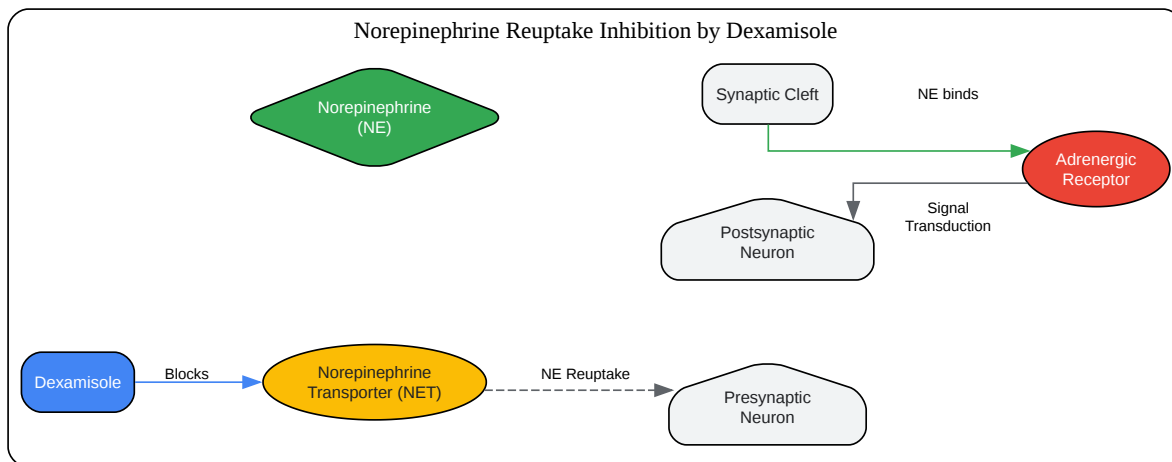 Norepinephrine Reuptake Inhibition by Dexamisole
Norepinephrine
(NE)
Synaptic Cleft
NE binds
Adrenergic
Receptor
Signal
Transduction
Postsynaptic
Neuron
Dexamisole
Blocks
Norepinephrine
Transporter (NET)
NE Reuptake
Presynaptic
Neuron